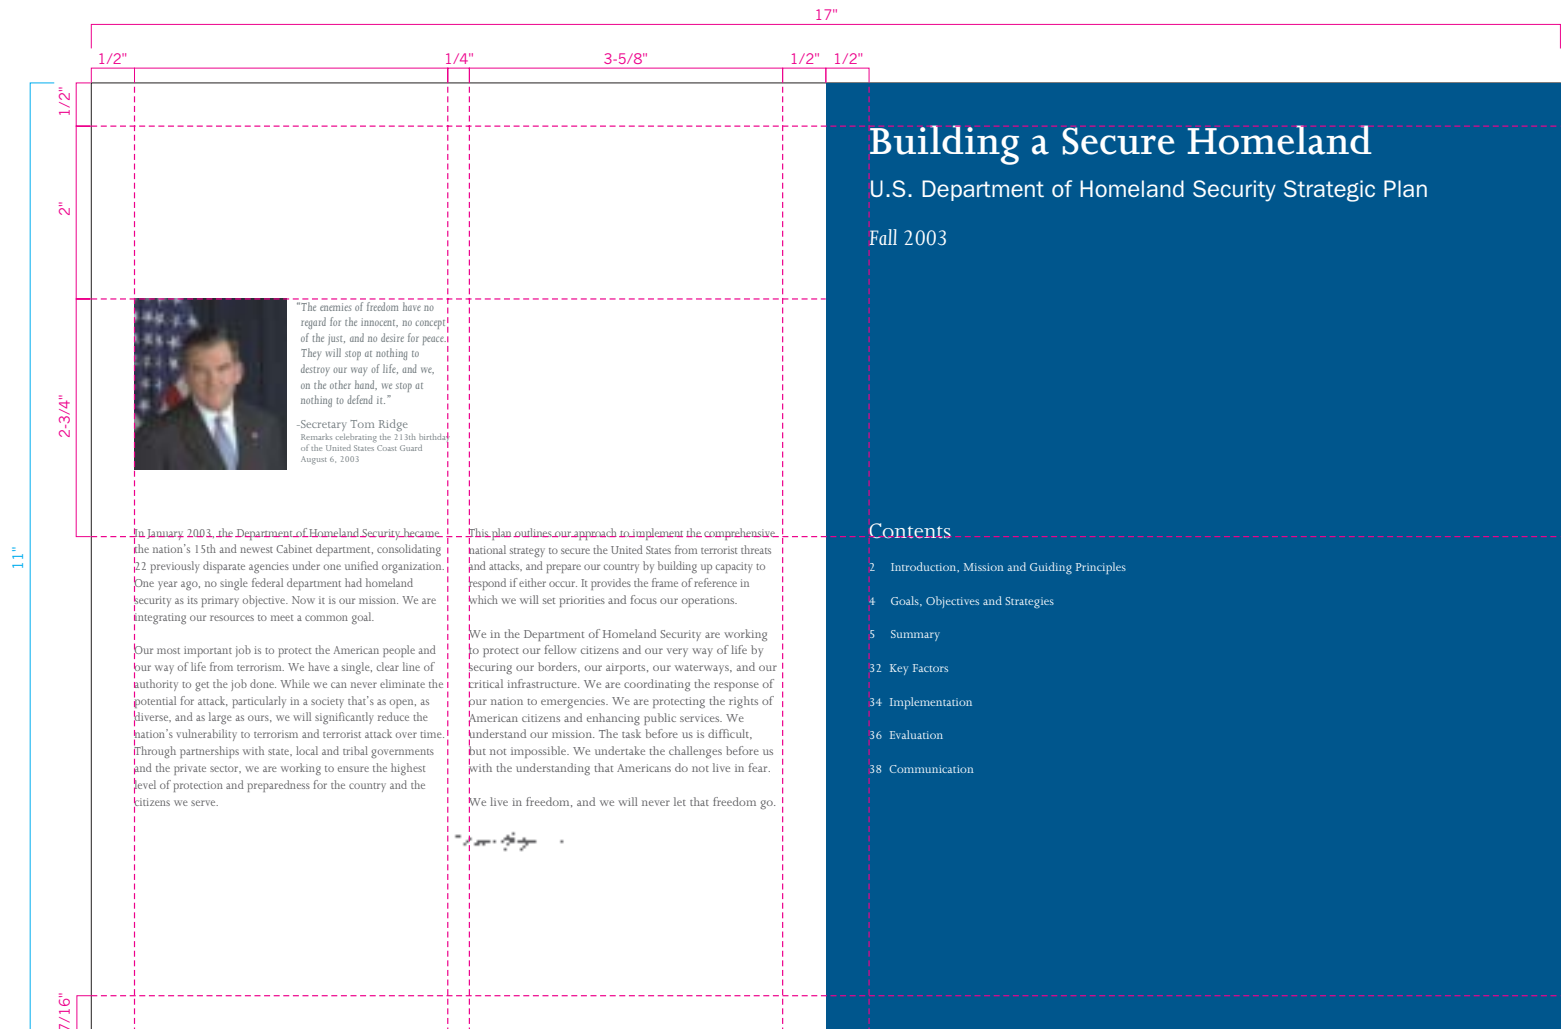 17"
1/2"
1/4"
3-5/8"
1/2"
1/2"
1/2"
2"
2-3/4"
11"
7/16"
"The enemies of freedom have no
regard for the innocent, no concept
of the just, and no desire for peace.
They will stop at nothing to
destroy our way of life, and we,
on the other hand, we stop at
nothing to defend it."
-Secretary Tom Ridge
Remarks celebrating the 213th birthday
of the United States Coast Guard
August 6, 2003
In January 2003, the Department of Homeland Security became
the nation's 15th and newest Cabinet department, consolidating
22 previously disparate agencies under one unified organization.
One year ago, no single federal department had homeland
security as its primary objective. Now it is our mission. We are
integrating our resources to meet a common goal.
Our most important job is to protect the American people and
our way of life from terrorism. We have a single, clear line of
authority to get the job done. While we can never eliminate the
potential for attack, particularly in a society that's as open, as
diverse, and as large as ours, we will significantly reduce the
nation's vulnerability to terrorism and terrorist attack over time.
Through partnerships with state, local and tribal governments
and the private sector, we are working to ensure the highest
level of protection and preparedness for the country and the
citizens we serve.
This plan outlines our approach to implement the comprehensive
national strategy to secure the United States from terrorist threats
and attacks, and prepare our country by building up capacity to
respond if either occur. It provides the frame of reference in
which we will set priorities and focus our operations.
We in the Department of Homeland Security are working
to protect our fellow citizens and our very way of life by
securing our borders, our airports, our waterways, and our
critical infrastructure. We are coordinating the response of
our nation to emergencies. We are protecting the rights of
American citizens and enhancing public services. We
understand our mission. The task before us is difficult,
but not impossible. We undertake the challenges before us
with the understanding that Americans do not live in fear.
We live in freedom, and we will never let that freedom go.
Building a Secure Homeland
U.S. Department of Homeland Security Strategic Plan
Fall 2003
Contents
2 Introduction, Mission and Guiding Principles
4 Goals, Objectives and Strategies
5 Summary
32 Key Factors
34 Implementation
36 Evaluation
38 Communication